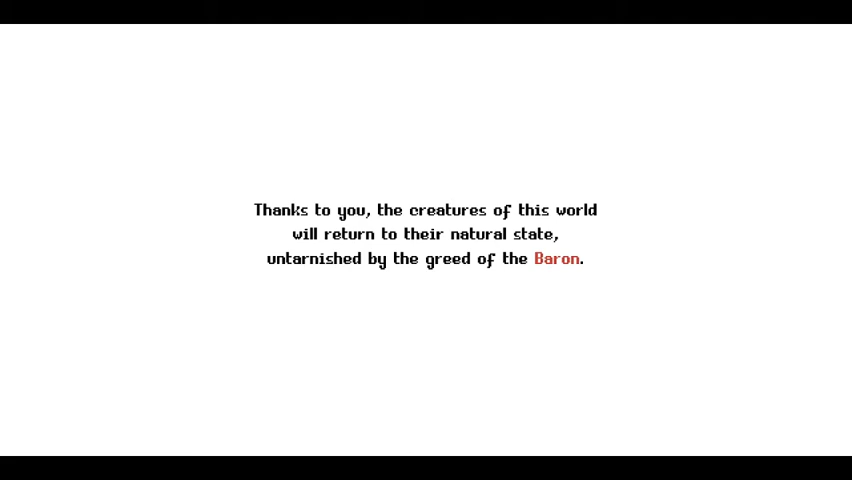 Thanks to you, the creatures of this world
will return to their natural state,
untarnished by the greed of the Baron.